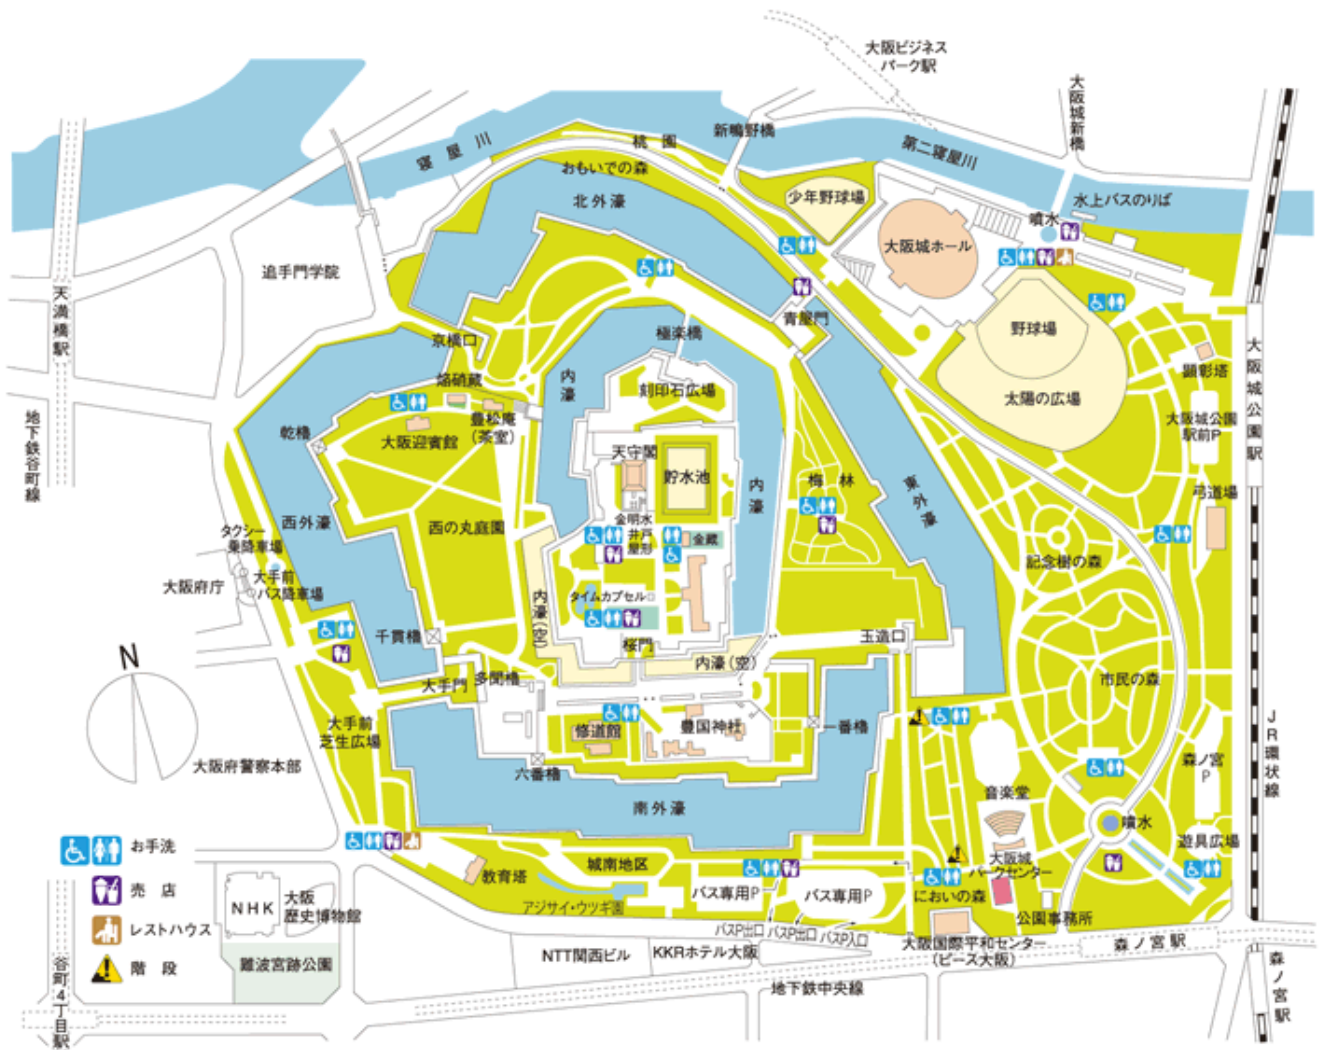 大阪ビジネス
パーク駅
大阪城新橋
新鴫野橋
桃園
寝屋川
第二寝屋川
おもいでの森
少年野球場
水上バスのりば
北外濠
噴水
大阪城ホール
追手門学院
天満橋駅
青屋門
野球場
京橋口
極楽橋
大阪城公園駅
顕彰塔
焔硝蔵
内濠
刻印石広場
太陽の広場
地下鉄谷町線
豊松庵
(茶室)
大阪城公園
駅前P
乾櫓
大阪迎賓館
天守閣
貯水池
梅林
内濠
東外濠
弓道場
西外濠
西の丸庭園
金明水
井戸
屋形
金蔵
タクシー
乗降車場
記念樹の森
大阪府庁
大手前
バス降車場
内濠(空)
タイムカプセル
千貫櫓
桜門
玉造口
N
内濠(空)
大手門
多聞櫓
市民の森
大手前
芝生広場
修道館
豊国神社
一番櫓
JR環状線
大阪府警察本部
六番櫓
森ノ宮
P
南外濠
音楽堂
噴水
お手洗
城南地区
大阪城
パークセンター
遊具広場
売店
教育塔
バス専用P
バス専用P
においの森
NHK
大阪
歴史博物館
アジサイ・ウツギ園
公園事務所
レストハウス
バスP出口
バスP出口
バスP入口
大阪国際平和センター
(ピース大阪)
森ノ宮駅
階段
難波宮跡公園
NTT関西ビル
KKRホテル大阪
谷町4丁目駅
地下鉄中央線
森ノ宮駅